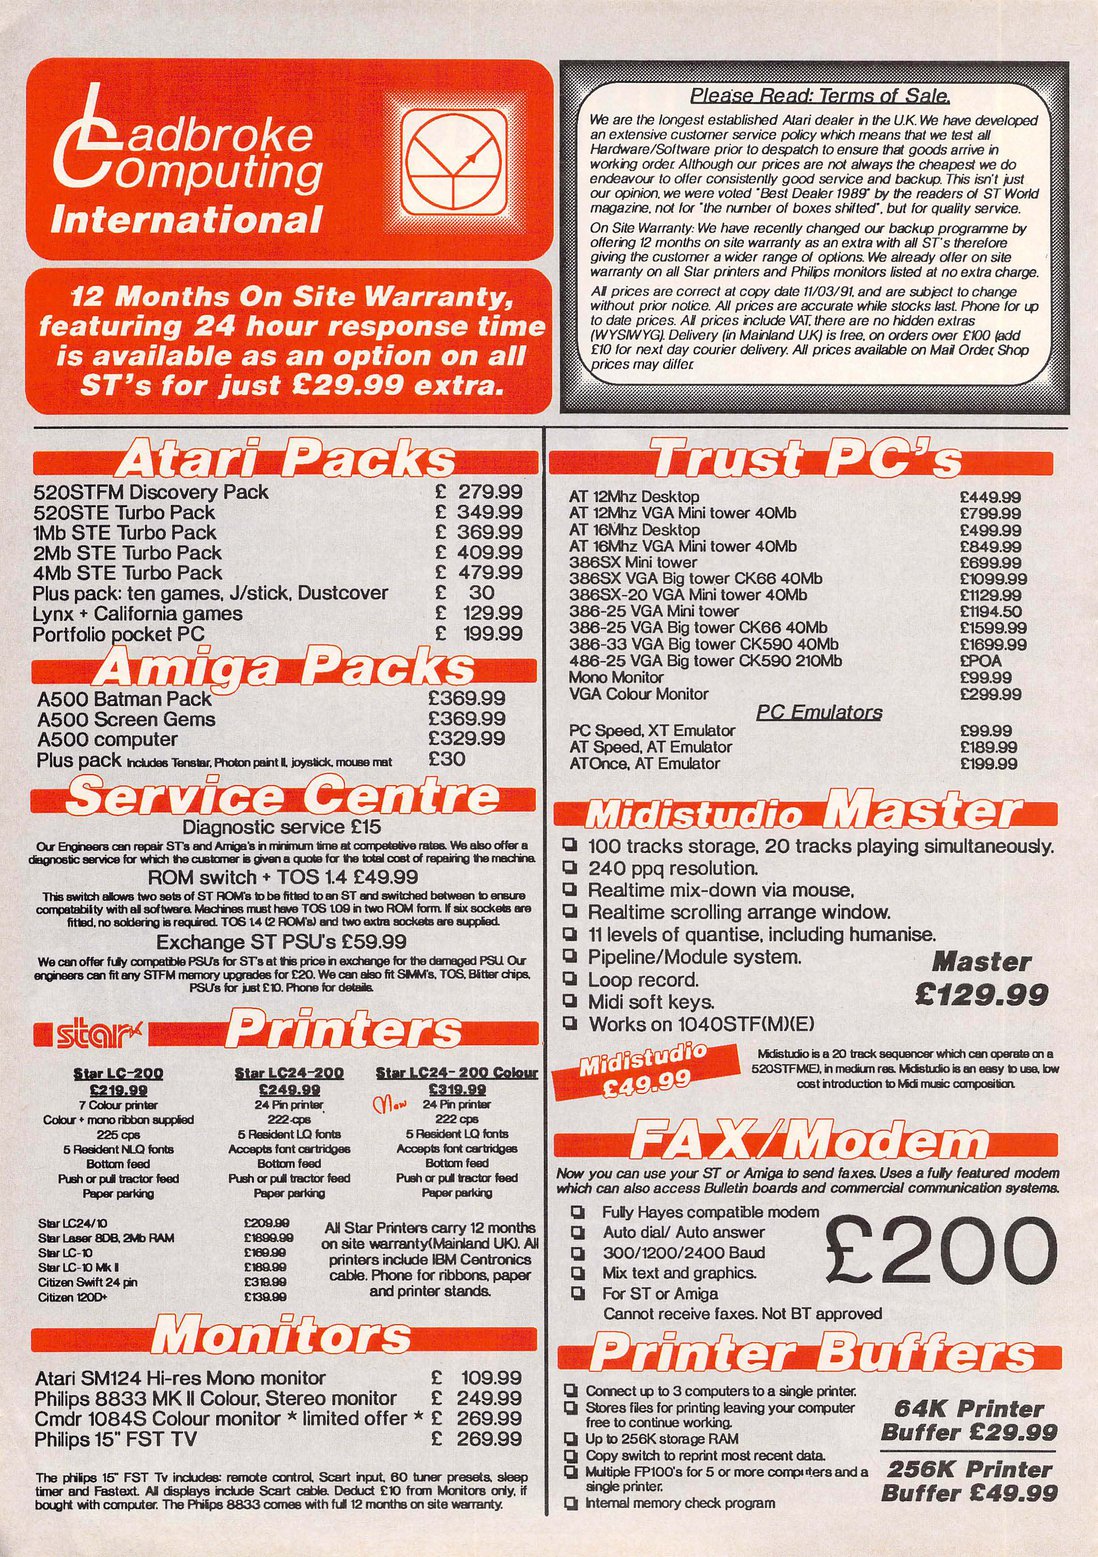 Ladbroke
Computing
International
12 Months On Site Warranty,
featuring 24 hour response time
is available as an option on all
ST's for just £29.99 extra.
Please Read: Terms of Sale.
We are the longest established Atari dealer in the U.K. We have developed
an extensive customer service policy which means that we test all
Hardware/Software prior to despatch to ensure that goods arrive in
working order. Although our prices are not always the cheapest we do
endeavour to offer consistently good service and backup. This isn't just
our opinion, we were voted "Best Dealer 1989" by the readers of ST World
magazine, not for "the number of boxes shifted", but for quality service.
On Site Warranty: We have recently changed our backup programme by
offering 12 months on site warranty as an extra with all ST's therefore
giving the customer a wider range of options. We already offer on site
warranty on all Star printers and Philips monitors listed at no extra charge.
All prices are correct at copy date 11/03/91, and are subject to change
without prior notice. All prices are accurate while stocks last. Phone for up
to date prices. All prices include VAT, there are no hidden extras
(WYSIWYG). Delivery (in Mainland U.K) is free, on orders over £100 (add
£10 for next day courier delivery. All prices available on Mail Order, Shop
prices may differ.
Atari Packs
520STFM Discovery Pack £ 279.99
520STE Turbo Pack £ 349.99
1Mb STE Turbo Pack £ 369.99
2Mb STE Turbo Pack £ 409.99
4Mb STE Turbo Pack £ 479.99
Plus pack: ten games, J/stick, Dustcover £ 30
Lynx + California games £ 129.99
Portfolio pocket PC £ 199.99
Amiga Packs
A500 Batman Pack £369.99
A500 Screen Gems £369.99
A500 computer £329.99
Plus pack Includes Tenstar, Photon paint II, joystick, mouse mat £30
Service Centre
Diagnostic service £15
Our Engineers can repair ST's and Amiga's in minimum time at competetive rates. We also offer a
diagnostic service for which the customer is given a quote for the total cost of repairing the machine.
ROM switch + TOS 1.4 £49.99
This switch allows two sets of ST ROM's to be fitted to an ST and switched between to ensure
compatability with all software. Machines must have TOS 1.09 in two ROM form. If six sockets are
fitted, no soldering is required. TOS 1.4 (2 ROM's) and two extra sockets are supplied.
Exchange ST PSU's £59.99
We can offer fully compatible PSU's for ST's at this price in exchange for the damaged PSU. Our
engineers can fit any STFM memory upgrades for £20. We can also fit SIMM's, TOS, Blitter chips,
PSU's for just £10. Phone for details.
star Printers
Star LC-200
£219.99
7 Colour printer
Colour + mono ribbon supplied
225 cps
5 Resident NLQ fonts
Bottom feed
Push or pull tractor feed
Paper parking
Star LC24-200
£249.99
24 Pin printer
222-cps
5 Resident LQ fonts
Accepts font cartridges
Bottom feed
Push or pull tractor feed
Paper parking
Star LC24- 200 Colour
£319.99
New 24 Pin printer
222 cps
5 Resident LQ fonts
Accepts font cartridges
Bottom feed
Push or pull tractor feed
Paper parking
Star LC24/10 £209.99
Star Laser 8DB, 2Mb RAM £1899.99
Star LC-10 £169.99
Star LC-10 Mk II £189.99
Citizen Swift 24 pin £319.99
Citizen 120D+ £139.99
All Star Printers carry 12 months
on site warranty(Mainland UK). All
printers include IBM Centronics
cable. Phone for ribbons, paper
and printer stands.
Monitors
Atari SM124 Hi-res Mono monitor £ 109.99
Philips 8833 MK II Colour, Stereo monitor £ 249.99
Cmdr 1084S Colour monitor * limited offer * £ 269.99
Philips 15" FST TV £ 269.99
The philips 15" FST Tv includes: remote control, Scart input, 60 tuner presets, sleep
timer and Fastext. All displays include Scart cable. Deduct £10 from Monitors only, if
bought with computer. The Philips 8833 comes with full 12 months on site warranty.
Trust PC's
AT 12Mhz Desktop £449.99
AT 12Mhz VGA Mini tower 40Mb £799.99
AT 16Mhz Desktop £499.99
AT 16Mhz VGA Mini tower 40Mb £849.99
386SX Mini tower £699.99
386SX VGA Big tower CK66 40Mb £1099.99
386SX-20 VGA Mini tower 40Mb £1129.99
386-25 VGA Mini tower £1194.50
386-25 VGA Big tower CK66 40Mb £1599.99
386-33 VGA Big tower CK590 40Mb £1699.99
486-25 VGA Big tower CK590 210Mb £POA
Mono Monitor £99.99
VGA Colour Monitor £299.99
PC Emulators
PC Speed, XT Emulator £99.99
AT Speed, AT Emulator £189.99
ATOnce, AT Emulator £199.99
Midistudio Master
100 tracks storage, 20 tracks playing simultaneously.
240 ppq resolution.
Realtime mix-down via mouse,
Realtime scrolling arrange window.
11 levels of quantise, including humanise.
Pipeline/Module system.
Loop record.
Midi soft keys.
Works on 1040STF(M)(E)
Master
£129.99
Midistudio
£49.99
Midistudio is a 20 track sequencer which can operate on a
520STFM(E), in medium res. Midistudio is an easy to use, low
cost introduction to Midi music composition.
FAX/Modem
Now you can use your ST or Amiga to send faxes. Uses a fully featured modem
which can also access Bulletin boards and commercial communication systems.
Fully Hayes compatible modem
Auto dial/ Auto answer
300/1200/2400 Baud
Mix text and graphics.
For ST or Amiga
Cannot receive faxes. Not BT approved
£200
Printer Buffers
Connect up to 3 computers to a single printer.
Stores files for printing leaving your computer
free to continue working.
Up to 256K storage RAM
Copy switch to reprint most recent data.
Multiple FP100's for 5 or more computers and a
single printer.
Internal memory check program
64K Printer
Buffer £29.99
256K Printer
Buffer £49.99